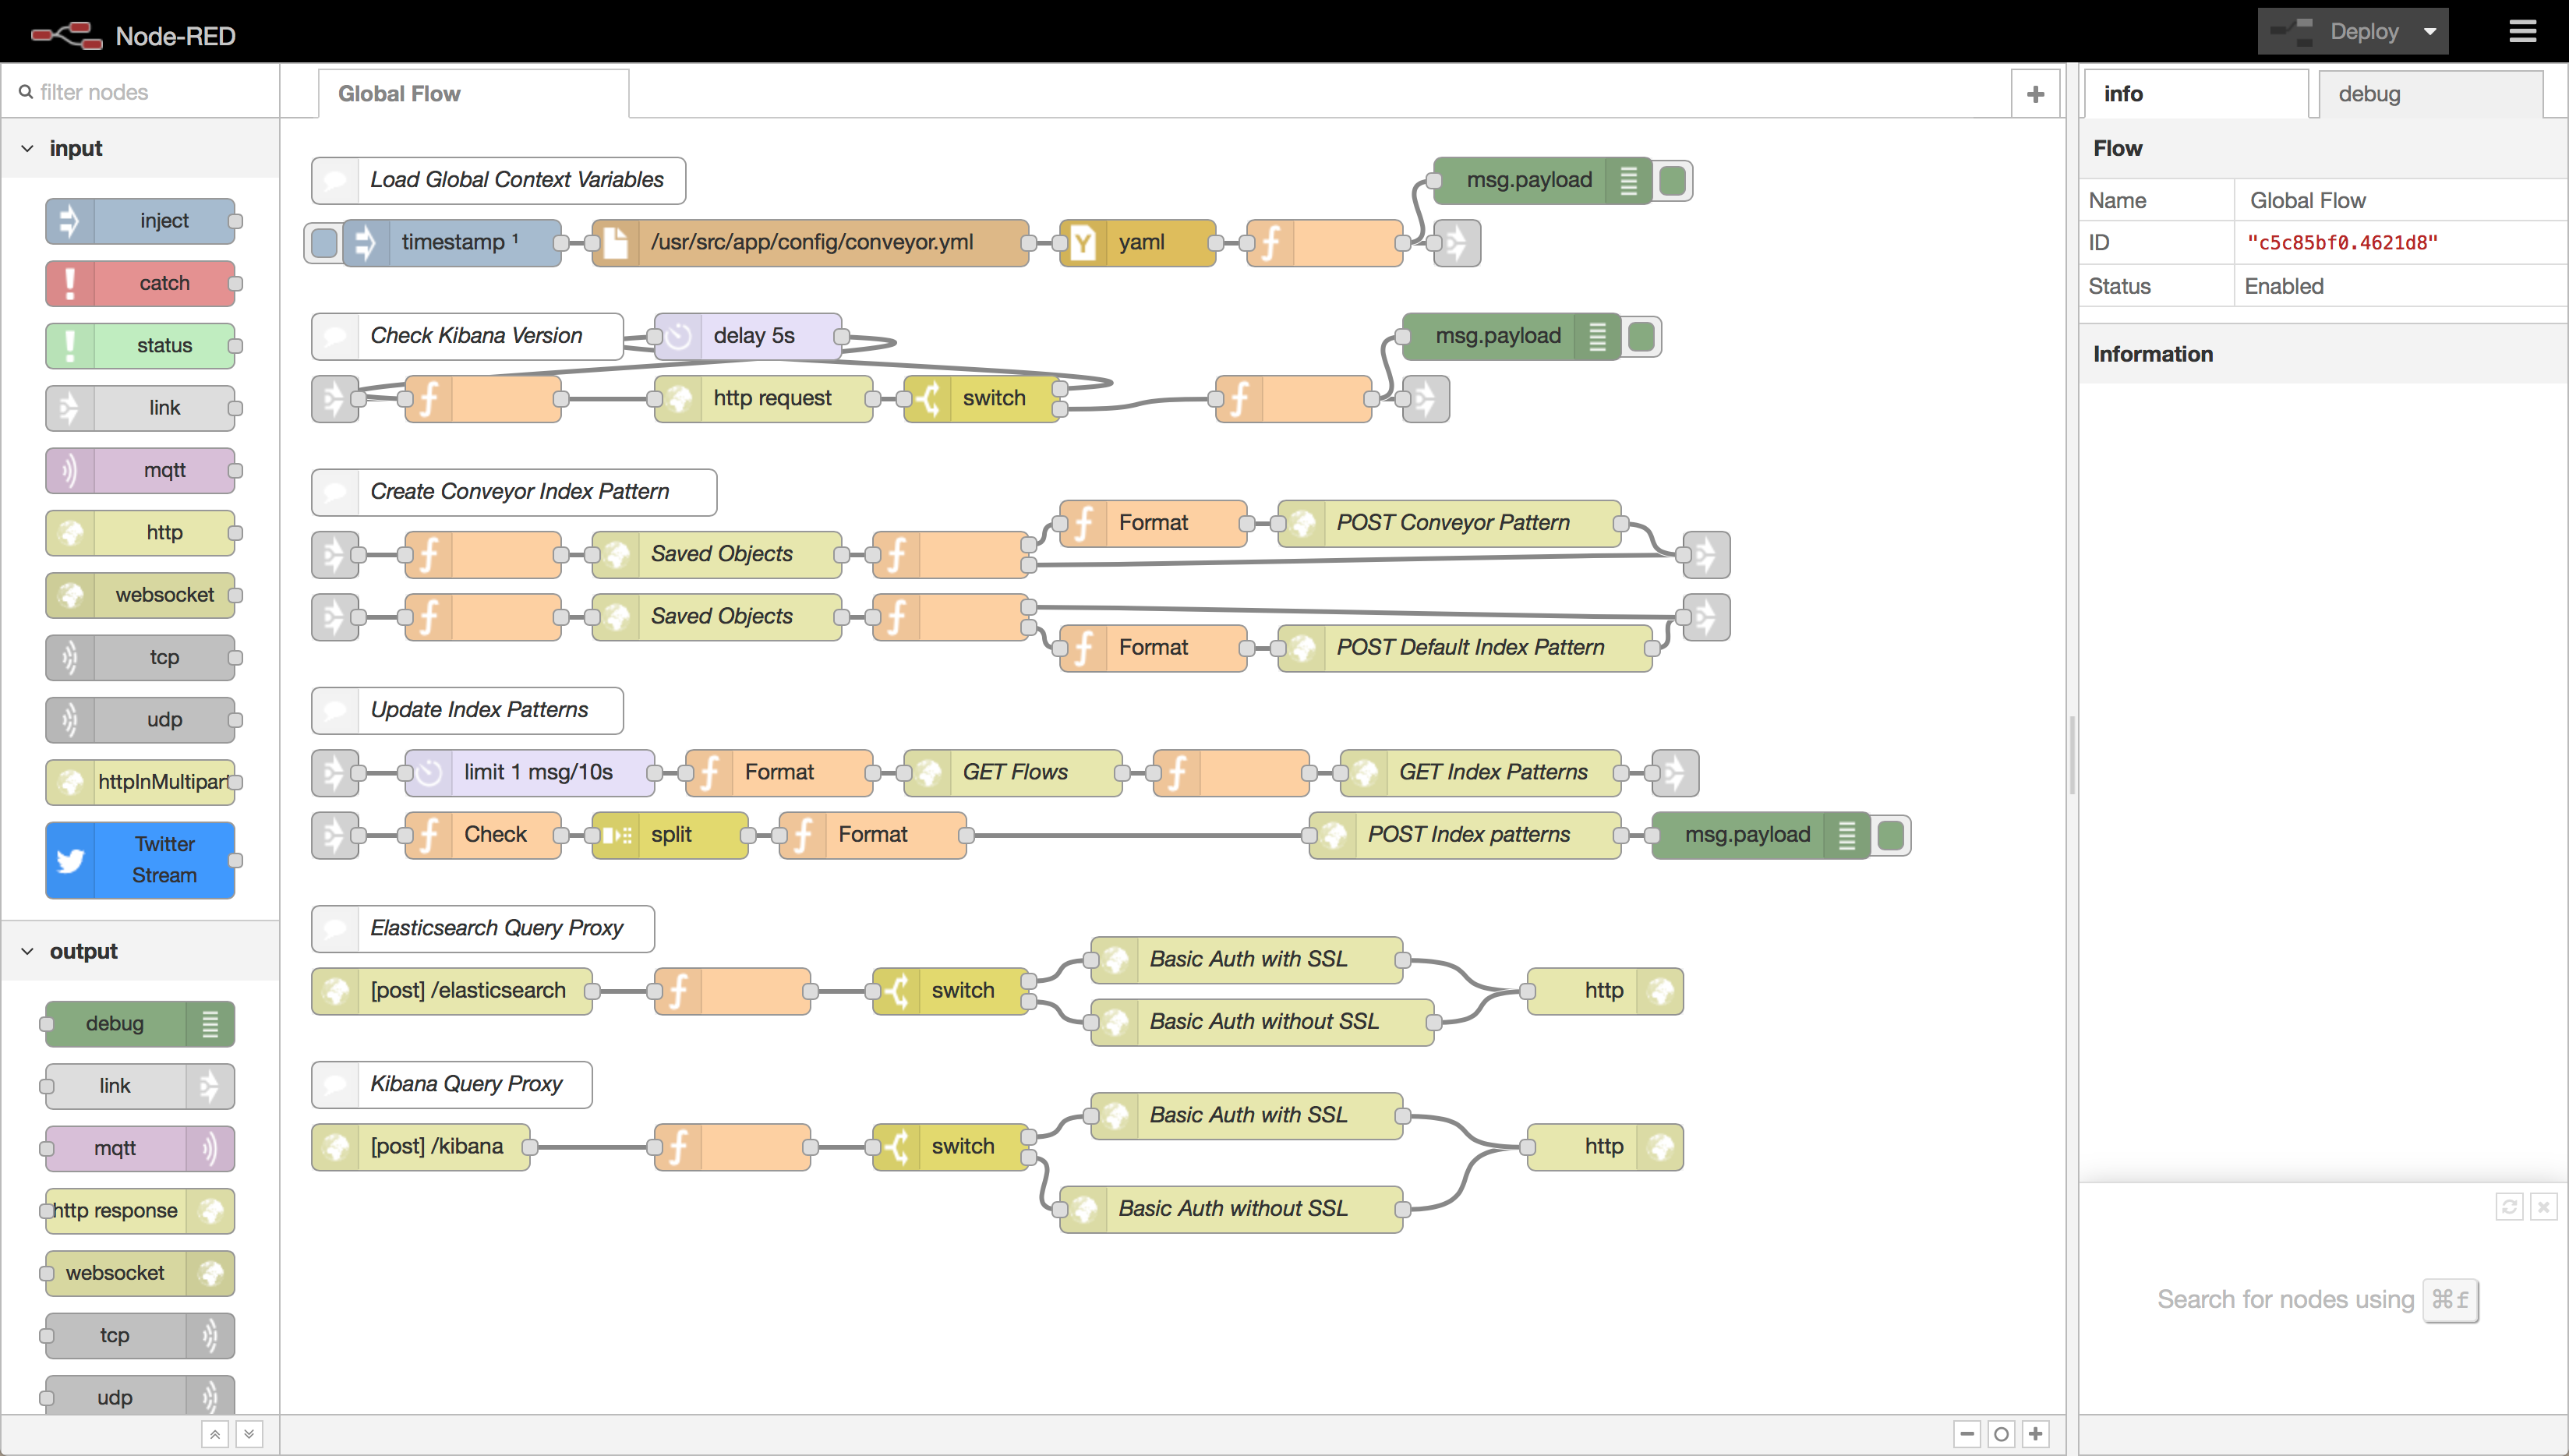 Node-RED
Deploy
filter nodes
Global Flow
info
debug
input
inject
catch
status
link
mqtt
http
websocket
tcp
udp
httpInMultipar
Twitter
Stream
output
debug
link
mqtt
http response
websocket
tcp
udp
Load Global Context Variables
msg.payload
timestamp ¹
/usr/src/app/config/conveyor.yml
yaml
Check Kibana Version
delay 5s
msg.payload
http request
switch
Create Conveyor Index Pattern
Format
POST Conveyor Pattern
Saved Objects
Saved Objects
Format
POST Default Index Pattern
Update Index Patterns
limit 1 msg/10s
Format
GET Flows
GET Index Patterns
Check
split
Format
POST Index patterns
msg.payload
Elasticsearch Query Proxy
Basic Auth with SSL
[post] /elasticsearch
switch
http
Basic Auth without SSL
Kibana Query Proxy
Basic Auth with SSL
[post] /kibana
switch
http
Basic Auth without SSL
Flow
Name Global Flow
ID "c5c85bf0.4621d8"
Status Enabled
Information
Search for nodes using ⌘f